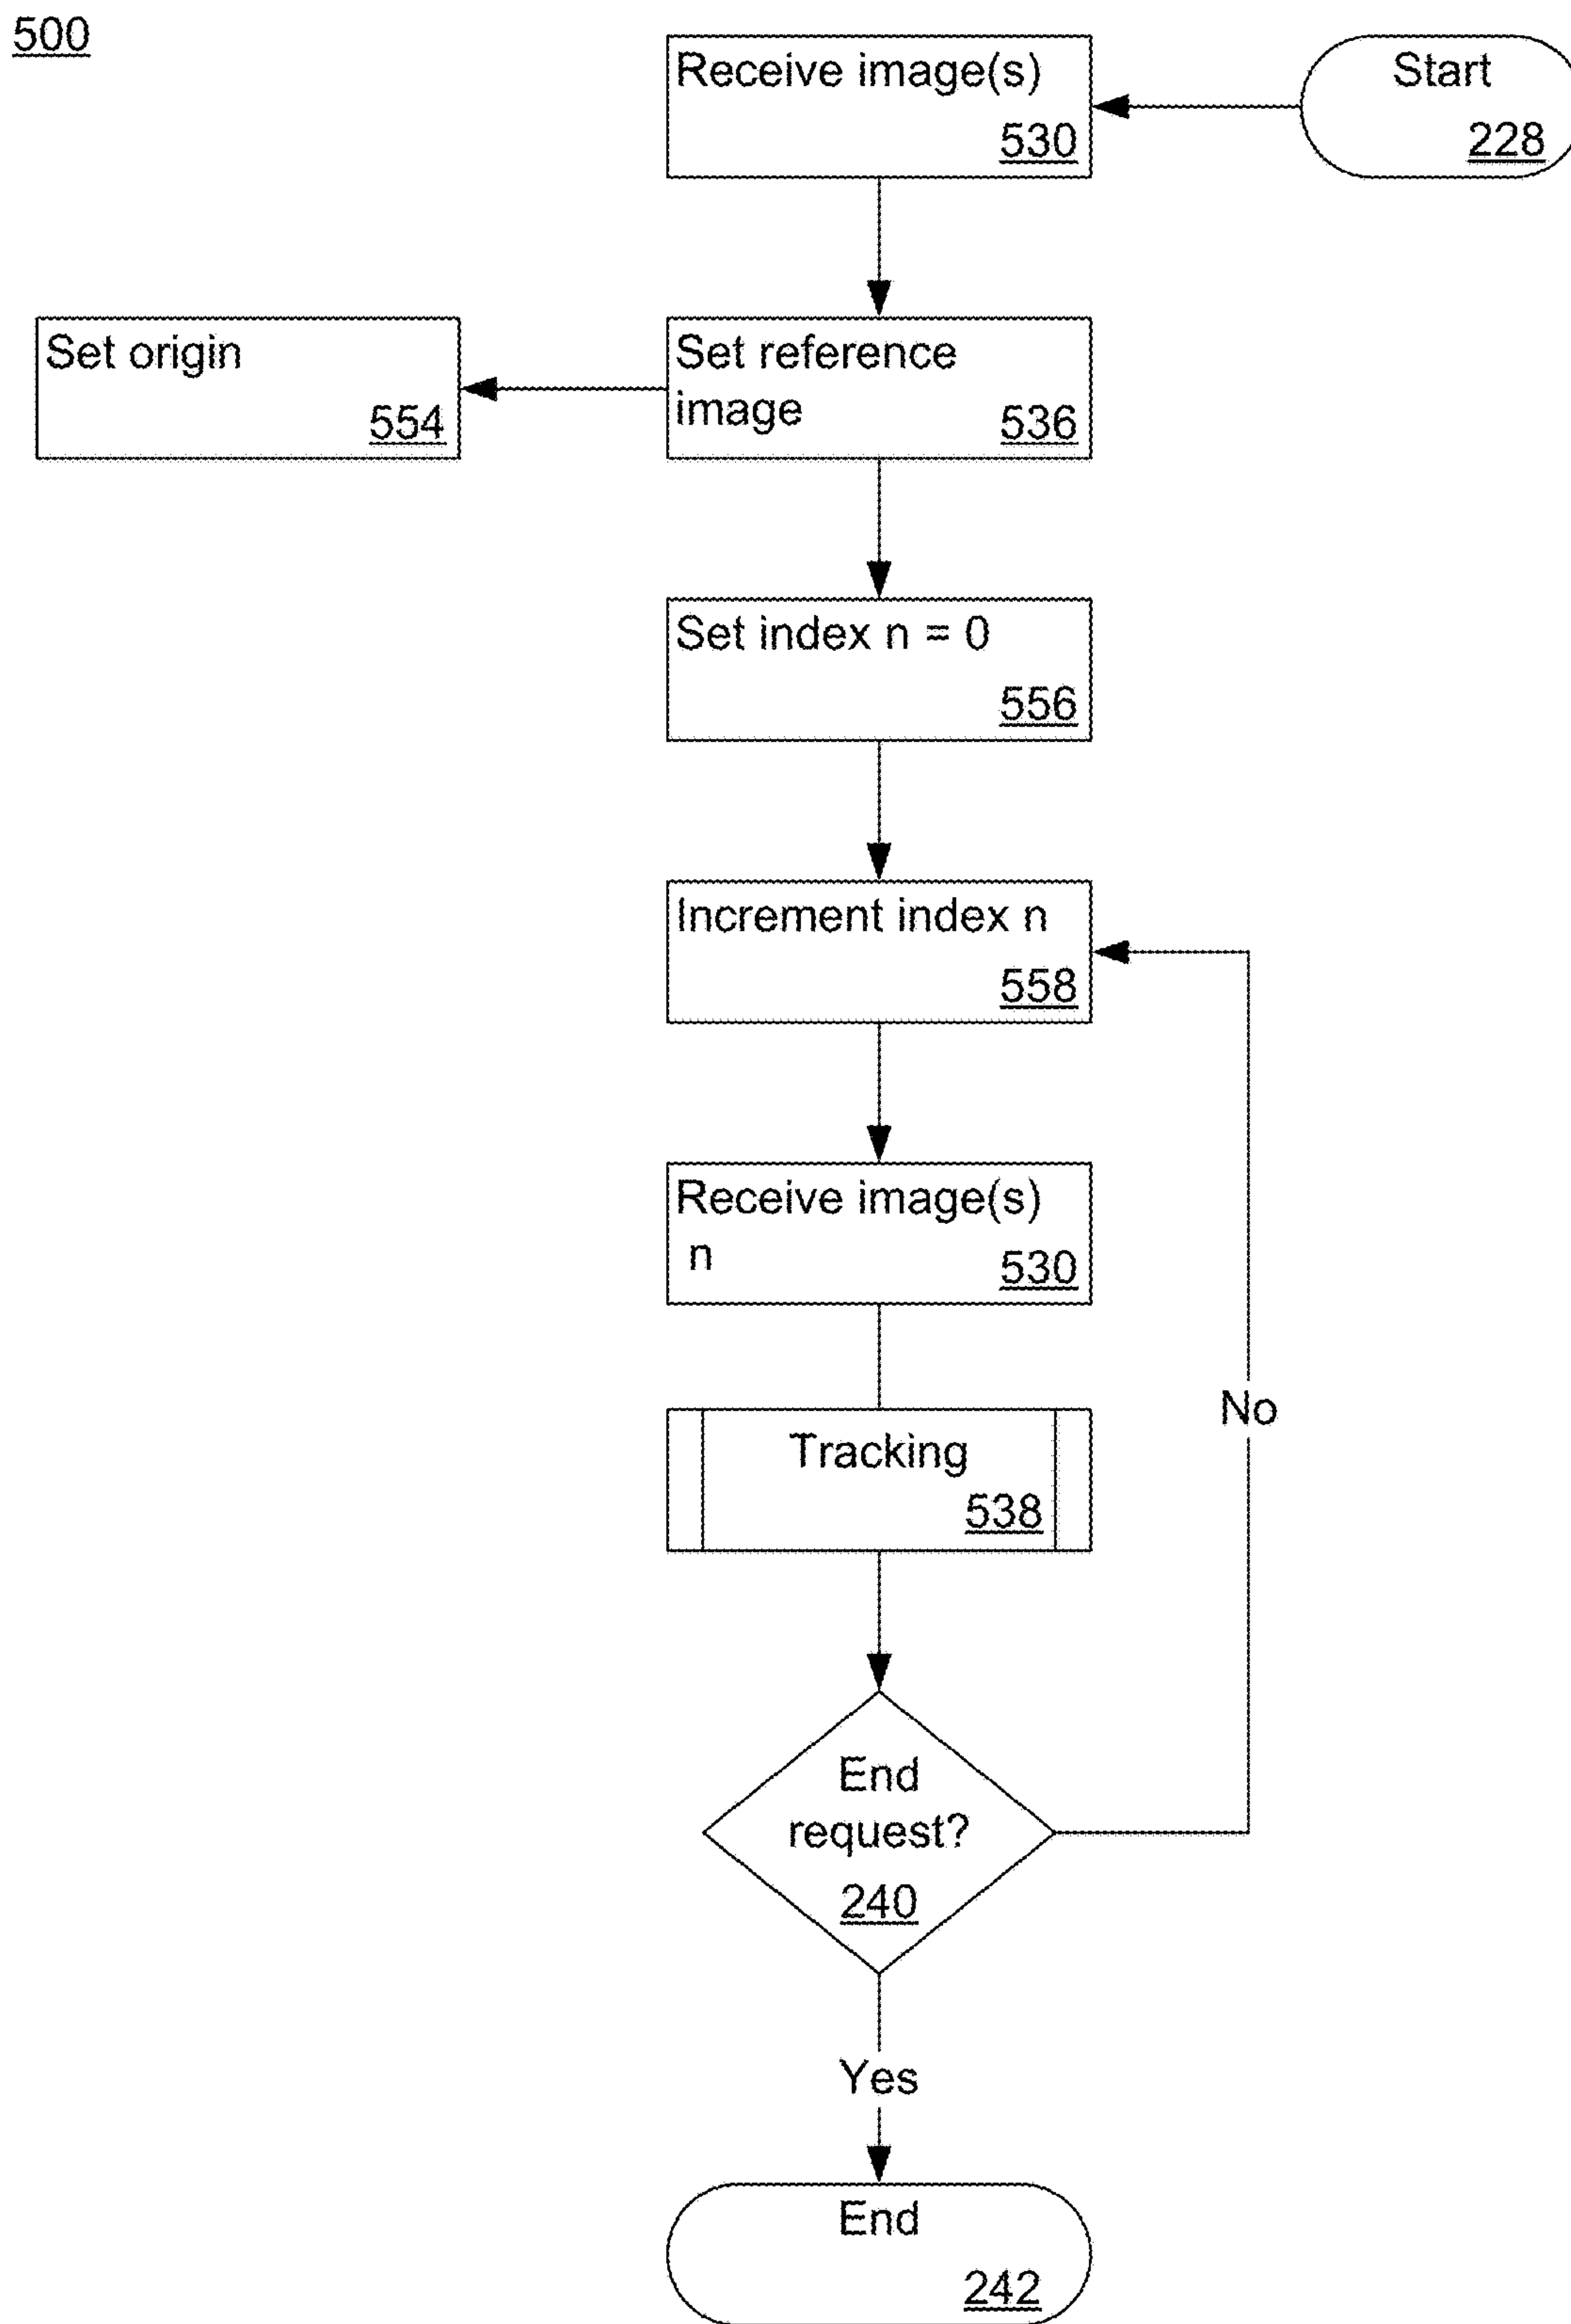 500
Receive image(s)
530
Start
228
Set origin
554
Set reference
image
536
Set index n = 0
556
Increment index n
558
Receive image(s)
n
530
No
Tracking
538
End
request?
240
Yes
End
242